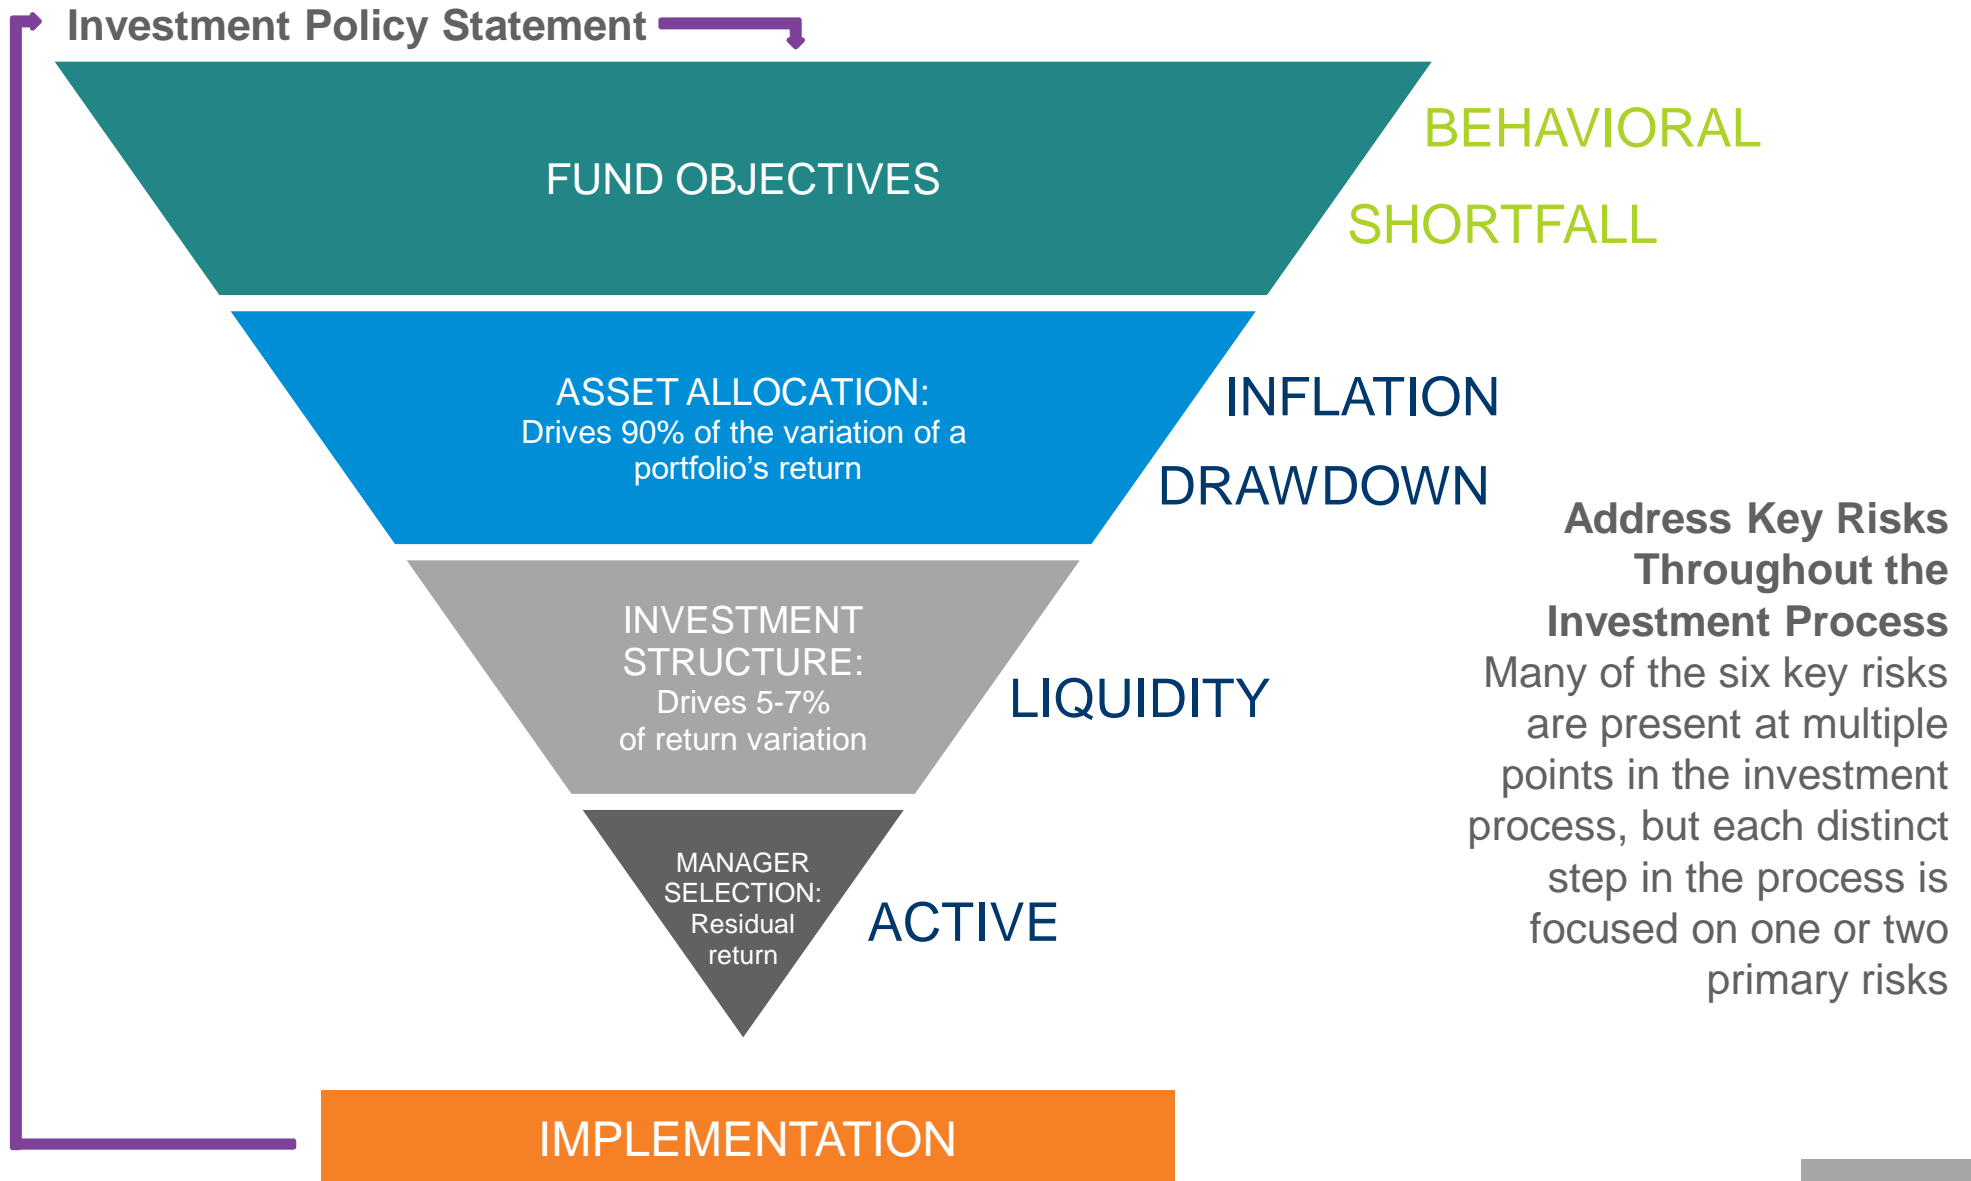 Investment Policy Statement
FUND OBJECTIVES
BEHAVIORAL
SHORTFALL
ASSET ALLOCATION:
Drives 90% of the variation of a
portfolio’s return
INFLATION
DRAWDOWN
INVESTMENT
STRUCTURE:
Drives 5-7%
of return variation
LIQUIDITY
MANAGER
SELECTION:
Residual
return
ACTIVE
Address Key Risks
Throughout the
Investment Process
Many of the six key risks
are present at multiple
points in the investment
process, but each distinct
step in the process is
focused on one or two
primary risks
IMPLEMENTATION